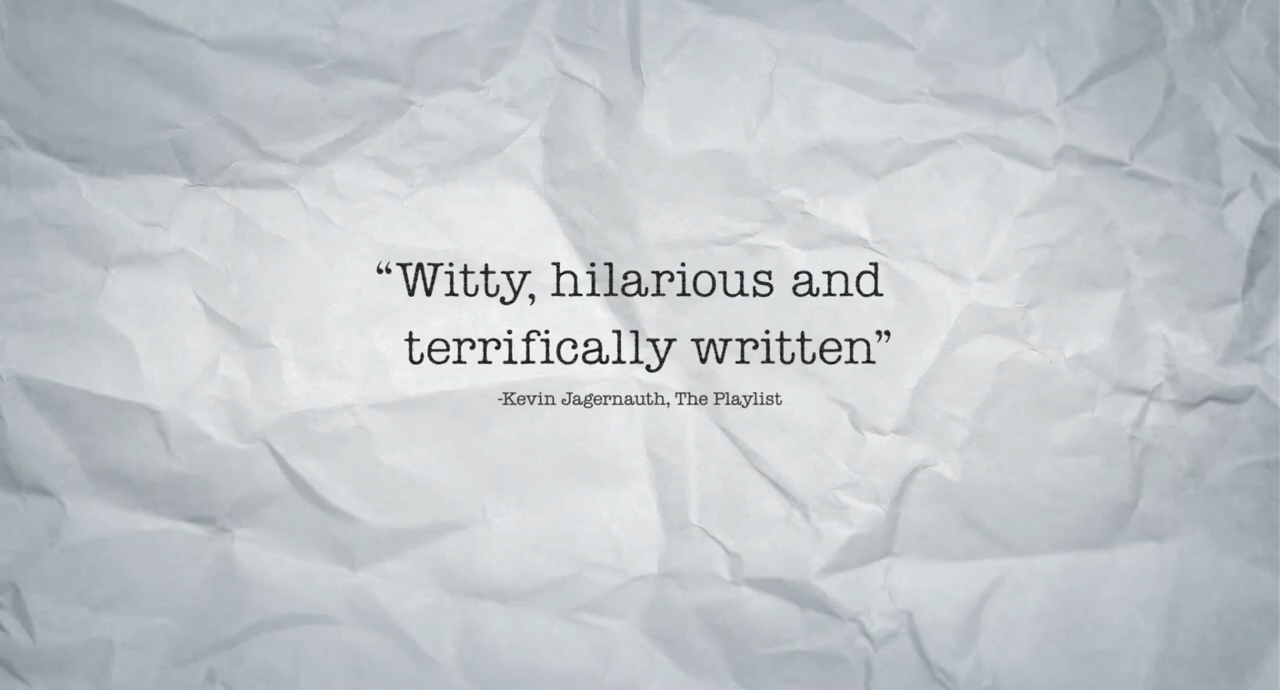 “Witty, hilarious and
terrifically written”
-Kevin Jagernauth, The Playlist